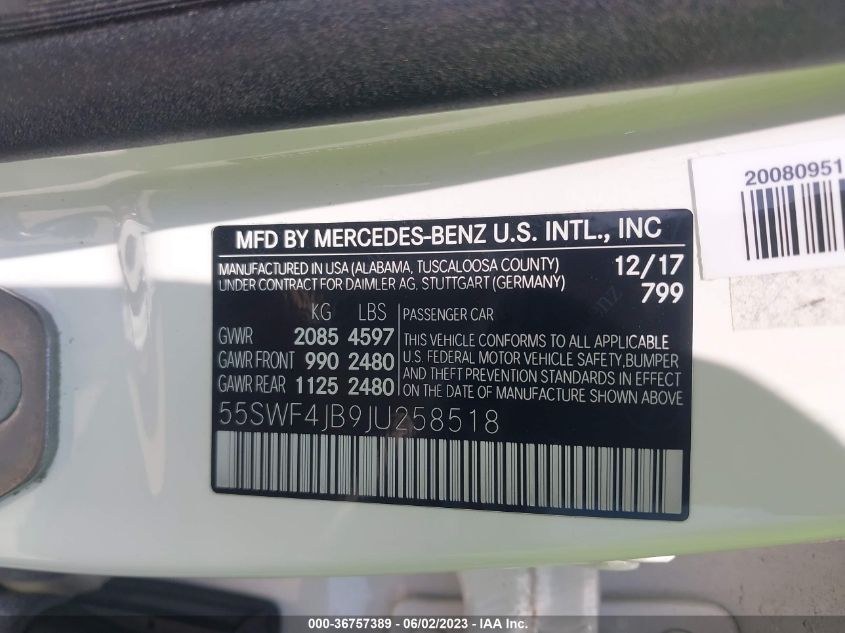 20080951
MFD BY MERCEDES-BENZ U.S. INTL., INC
MANUFACTURED IN USA (ALABAMA, TUSCALOOSA COUNTY)
UNDER CONTRACT FOR DAIMLER AG, STUTTGART (GERMANY)
12/17
799
KG LBS
GVWR 2085 4597
GAWR FRONT 990 2480
GAWR REAR 1125 2480
PASSENGER CAR
THIS VEHICLE CONFORMS TO ALL APPLICABLE
U.S. FEDERAL MOTOR VEHICLE SAFETY, BUMPER
AND THEFT PREVENTION STANDARDS IN EFFECT
ON THE DATE OF MANUFACTURE SHOWN ABOVE
55SWF4JB9JU258518
000-36757389 - 06/02/2023 - IAA Inc.